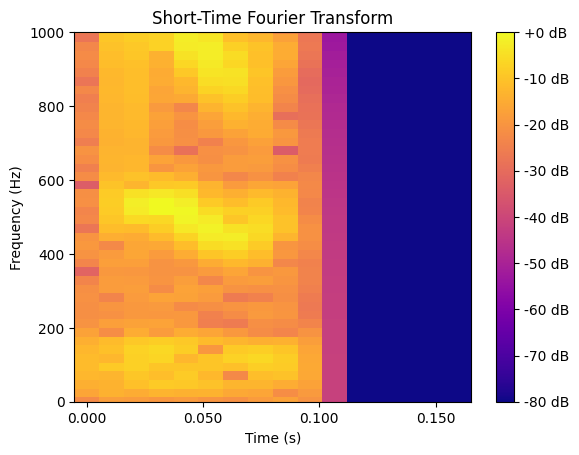 Short-Time Fourier Transform
1000
800
600
400
200
0
Frequency (Hz)
0.000
0.050
0.100
0.150
Time (s)
+0 dB
-10 dB
-20 dB
-30 dB
-40 dB
-50 dB
-60 dB
-70 dB
-80 dB